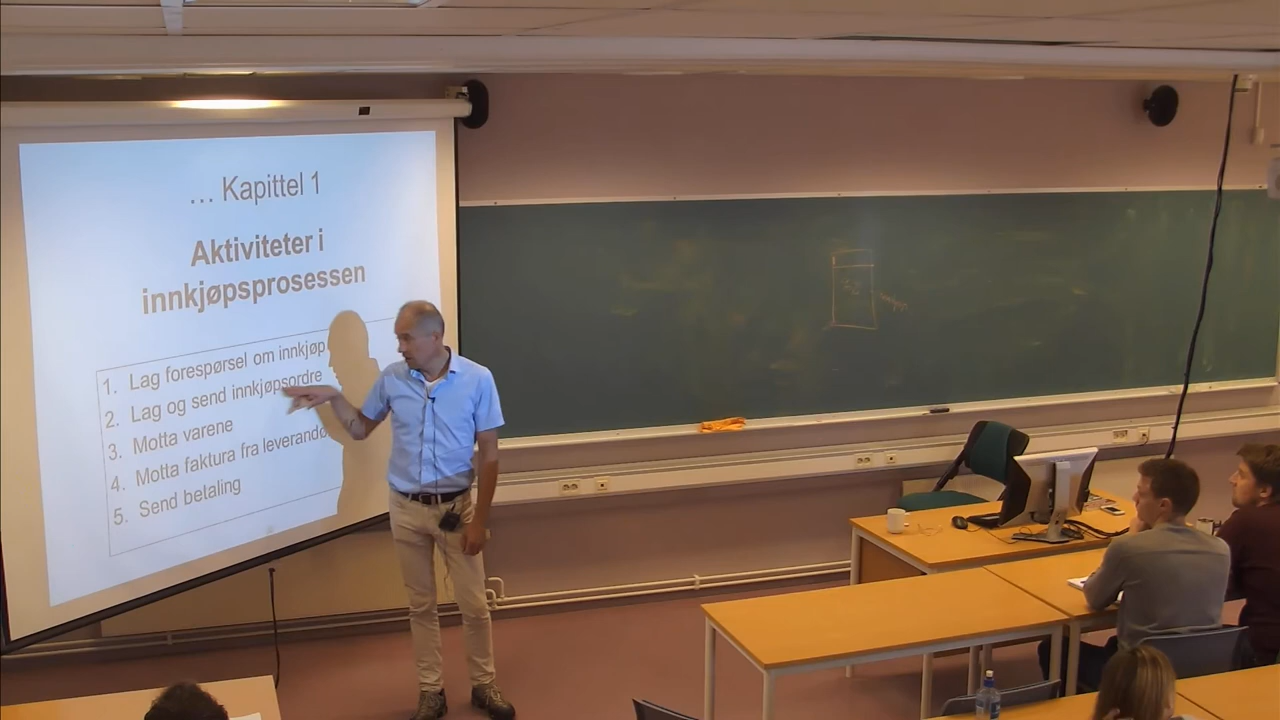 ... Kapittel 1
Aktiviteter i
innkjøpsprosessen
1. Lag forespørsel om innkjøp
2. Lag og send innkjøpsordre
3. Motta varene
4. Motta faktura fra
5. Send betaling